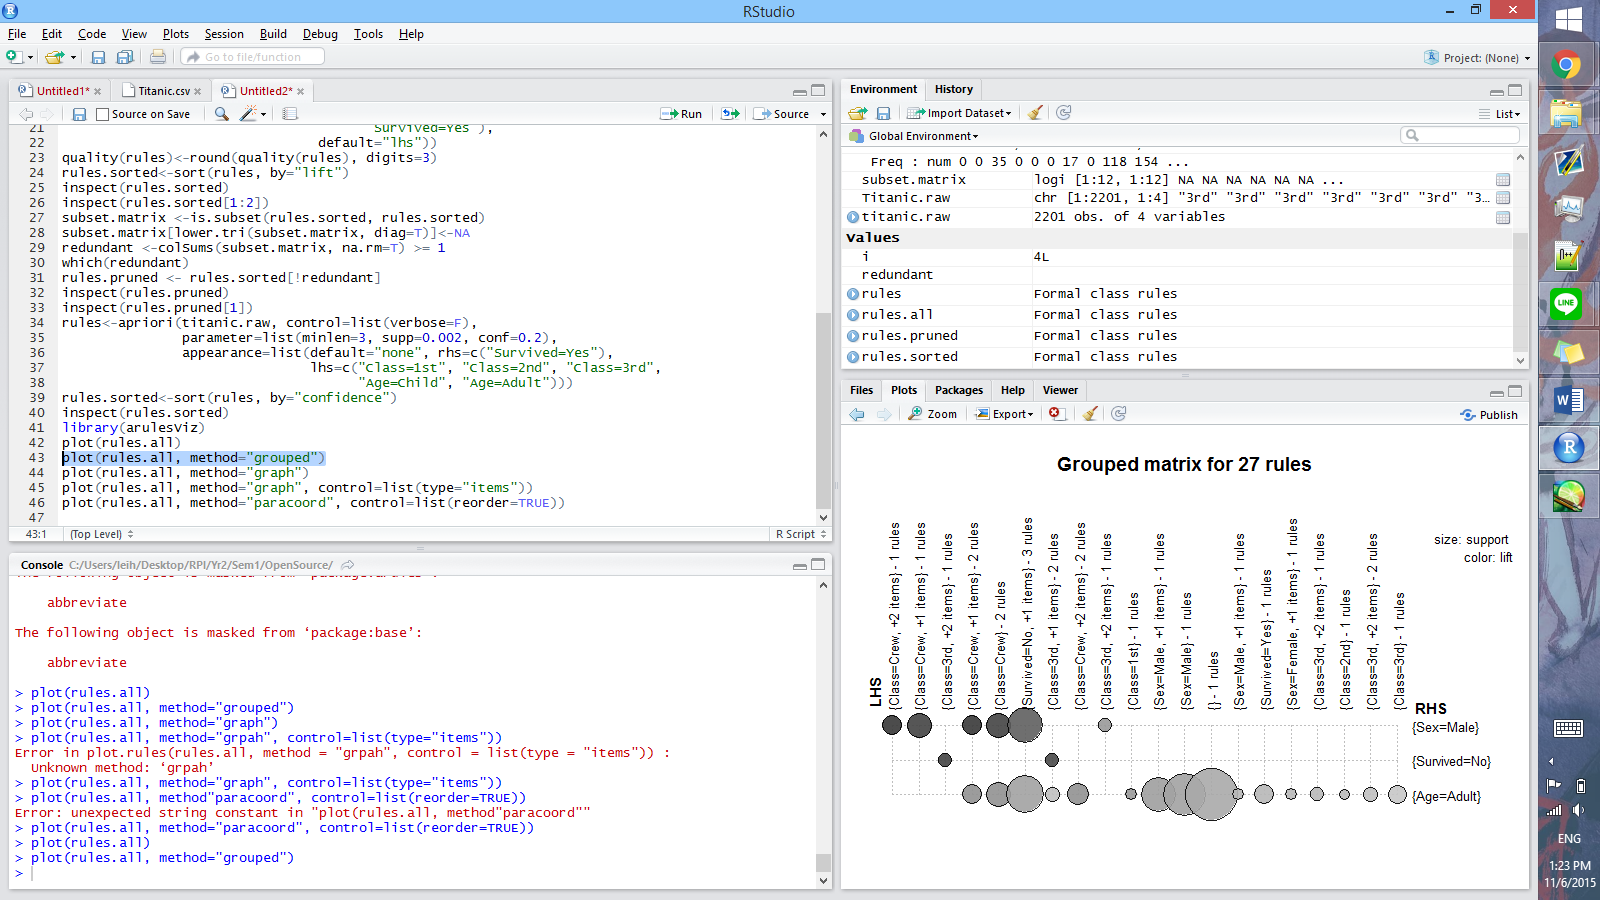 RStudio
File Edit Code View Plots Session Build Debug Tools Help
Go to file/function
Project: (None)
Untitled1* Titanic.csv Untitled2*
Source on Save Run Source
21 Survived=Yes"),
22 default="lhs"))
23 quality(rules)<-round(quality(rules), digits=3)
24 rules.sorted<-sort(rules, by="lift")
25 inspect(rules.sorted)
26 inspect(rules.sorted[1:2])
27 subset.matrix <-is.subset(rules.sorted, rules.sorted)
28 subset.matrix[lower.tri(subset.matrix, diag=T)]<-NA
29 redundant <-colSums(subset.matrix, na.rm=T) >= 1
30 which(redundant)
31 rules.pruned <- rules.sorted[!redundant]
32 inspect(rules.pruned)
33 inspect(rules.pruned[1])
34 rules<-apriori(titanic.raw, control=list(verbose=F),
35 parameter=list(minlen=3, supp=0.002, conf=0.2),
36 appearance=list(default="none", rhs=c("Survived=Yes"),
37 lhs=c("Class=1st", "Class=2nd", "Class=3rd",
38 "Age=Child", "Age=Adult")))
39 rules.sorted<-sort(rules, by="confidence")
40 inspect(rules.sorted)
41 library(arulesViz)
42 plot(rules.all)
43 plot(rules.all, method="grouped")
44 plot(rules.all, method="graph")
45 plot(rules.all, method="graph", control=list(type="items"))
46 plot(rules.all, method="paracoord", control=list(reorder=TRUE))
47
43:1 (Top Level) R Script
Console C:/Users/leih/Desktop/RPI/Yr2/Sem1/OpenSource/
abbreviate
The following object is masked from ‘package:base’:
abbreviate
> plot(rules.all)
> plot(rules.all, method="grouped")
> plot(rules.all, method="graph")
> plot(rules.all, method="grpah", control=list(type="items"))
Error in plot.rules(rules.all, method = "grpah", control = list(type = "items")) :
Unknown method: ‘grpah’
> plot(rules.all, method="graph", control=list(type="items"))
> plot(rules.all, method"paracoord", control=list(reorder=TRUE))
Error: unexpected string constant in "plot(rules.all, method"paracoord""
> plot(rules.all, method="paracoord", control=list(reorder=TRUE))
> plot(rules.all)
> plot(rules.all, method="grouped")
>
Environment History
Import Dataset List
Global Environment
Freq : num 0 0 35 0 0 0 17 0 118 154 ...
subset.matrix logi [1:12, 1:12] NA NA NA NA NA NA ...
Titanic.raw chr [1:2201, 1:4] "3rd" "3rd" "3rd" "3rd" "3rd" "3rd" "3...
titanic.raw 2201 obs. of 4 variables
Values
i 4L
redundant
rules Formal class rules
rules.all Formal class rules
rules.pruned Formal class rules
rules.sorted Formal class rules
Files Plots Packages Help Viewer
Zoom Export Publish
Grouped matrix for 27 rules
size: support
color: lift
LHS
{Class=Crew, +2 items} - 1 rules
{Class=Crew, +1 items} - 1 rules
{Class=3rd, +2 items} - 1 rules
{Class=Crew, +1 items} - 2 rules
{Class=Crew} - 2 rules
{Survived=No, +1 items} - 3 rules
{Class=3rd, +1 items} - 2 rules
{Class=Crew, +2 items} - 2 rules
{Class=3rd, +2 items} - 1 rules
{Class=1st} - 1 rules
{Sex=Male, +1 items} - 1 rules
{Sex=Male} - 1 rules
{} - 1 rules
{Sex=Male, +1 items} - 1 rules
{Survived=Yes} - 1 rules
{Sex=Female, +1 items} - 1 rules
{Class=3rd, +2 items} - 1 rules
{Class=2nd} - 1 rules
{Class=3rd, +2 items} - 2 rules
{Class=3rd} - 1 rules
RHS
{Sex=Male}
{Survived=No}
{Age=Adult}
LINE
ENG
1:23 PM
11/6/2015